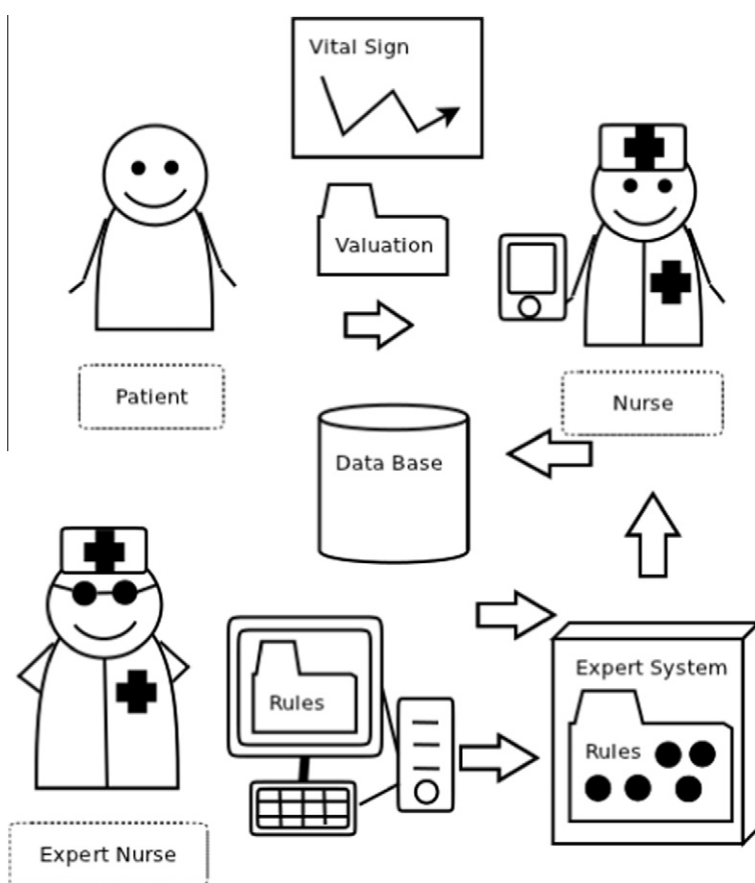 Vital Sign
Valuation
Patient
Nurse
Data Base
Expert System
Rules
Rules
Expert Nurse